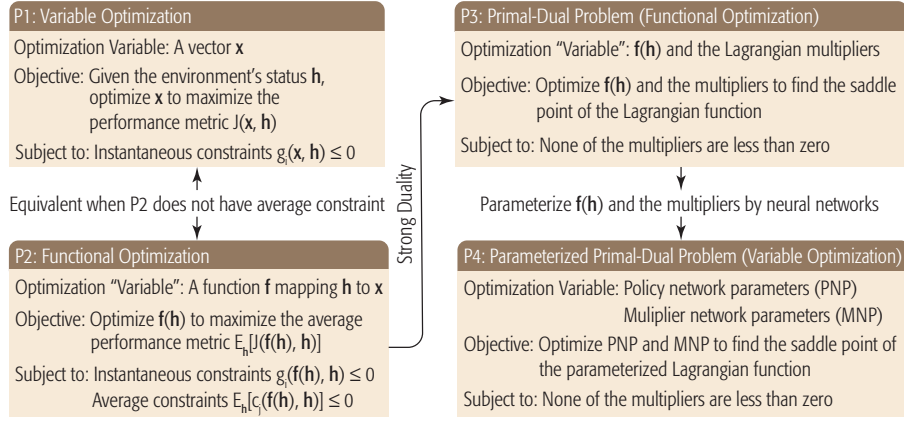 P1: Variable Optimization
Optimization Variable: A vector x
Objective: Given the environment's status h,
optimize x to maximize the
performance metric J(x, h)
Subject to: Instantaneous constraints gᵢ(x, h) ≤ 0
Equivalent when P2 does not have average constraint
P2: Functional Optimization
Optimization "Variable": A function f mapping h to x
Objective: Optimize f(h) to maximize the average
performance metric E_h[J(f(h), h)]
Subject to: Instantaneous constraints gᵢ(f(h), h) ≤ 0
Average constraints E_h[cⱼ(f(h), h)] ≤ 0
Strong Duality
P3: Primal-Dual Problem (Functional Optimization)
Optimization "Variable": f(h) and the Lagrangian multipliers
Objective: Optimize f(h) and the multipliers to find the saddle
point of the Lagrangian function
Subject to: None of the multipliers are less than zero
Parameterize f(h) and the multipliers by neural networks
P4: Parameterized Primal-Dual Problem (Variable Optimization)
Optimization Variable: Policy network parameters (PNP)
Muliplier network parameters (MNP)
Objective: Optimize PNP and MNP to find the saddle point of
the parameterized Lagrangian function
Subject to: None of the multipliers are less than zero